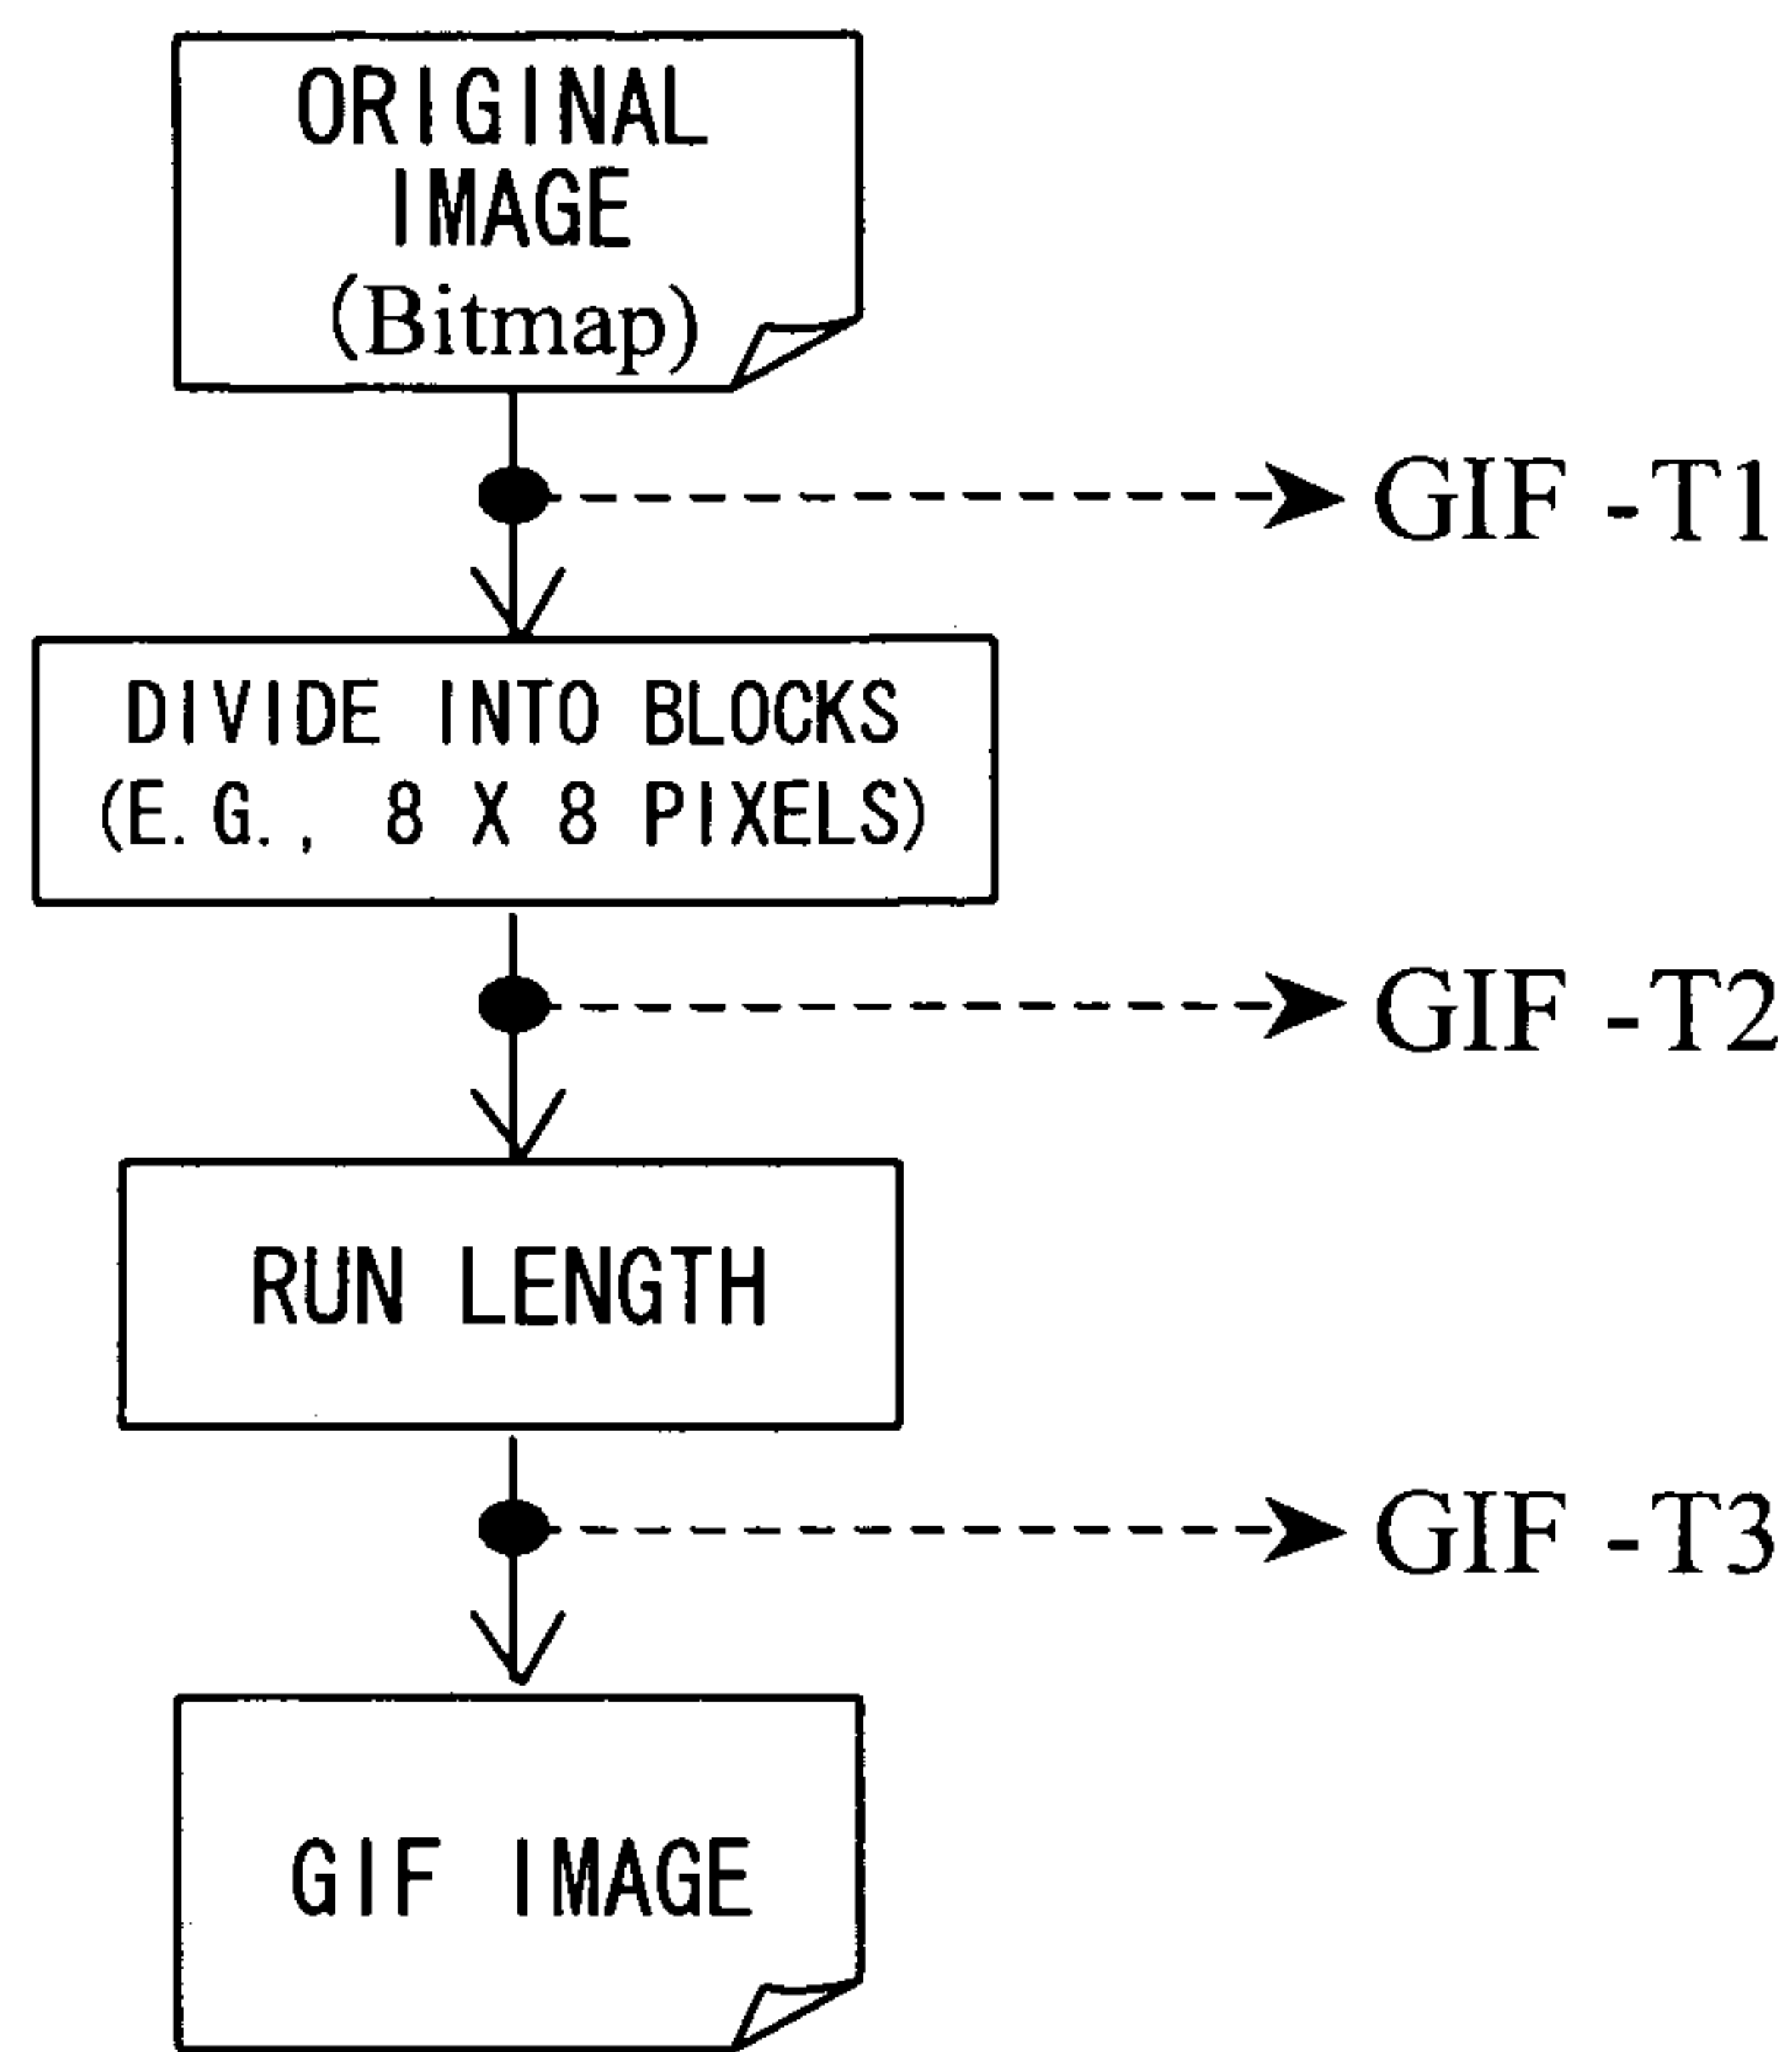 ORIGINAL
IMAGE
(Bitmap)
GIF -T1
DIVIDE INTO BLOCKS
(E.G., 8 X 8 PIXELS)
GIF -T2
RUN LENGTH
GIF -T3
GIF IMAGE